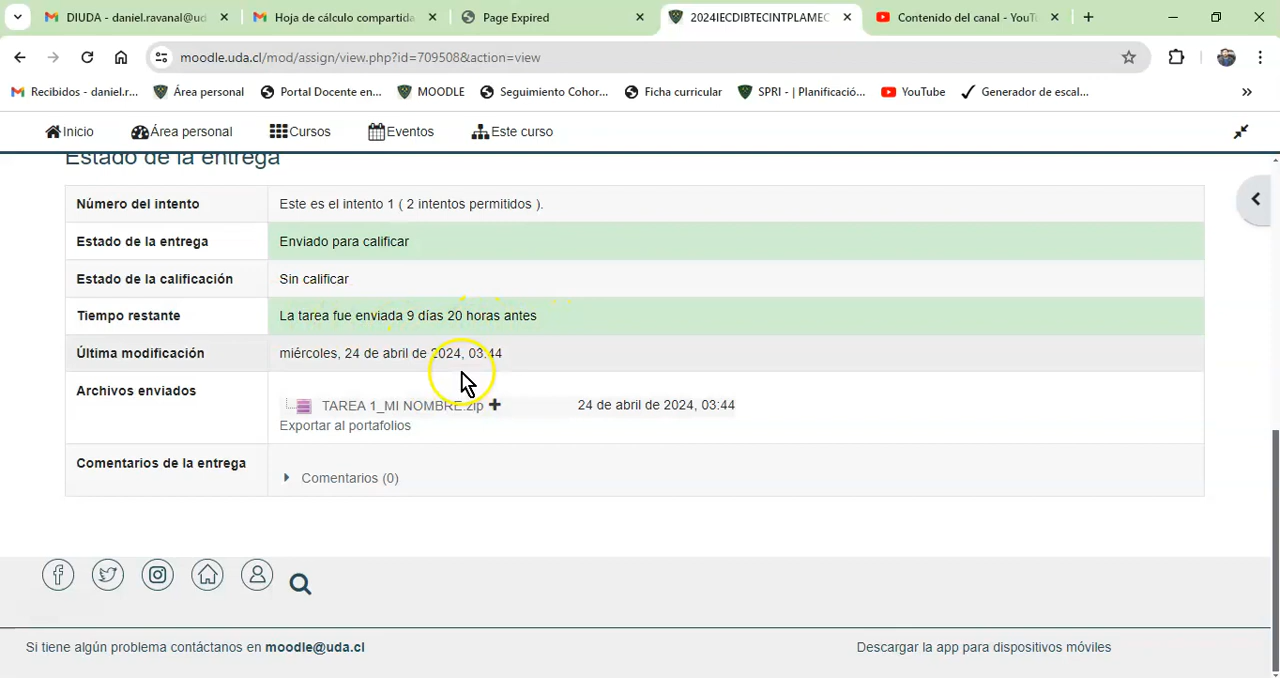 DIUDA - daniel.ravanal@ud
Hoja de cálculo compartida
Page Expired
2024IECDIBTECINTPLAMEC
Contenido del canal - YouTu
moodle.uda.cl/mod/assign/view.php?id=709508&action=view
Recibidos - daniel.r...
Área personal
Portal Docente en...
MOODLE
Seguimiento Cohor...
Ficha curricular
SPRI - | Planificació...
YouTube
Generador de escal...
Inicio
Área personal
Cursos
Eventos
Este curso
Estado de la entrega
Número del intento
Este es el intento 1 ( 2 intentos permitidos ).
Estado de la entrega
Enviado para calificar
Estado de la calificación
Sin calificar
Tiempo restante
La tarea fue enviada 9 días 20 horas antes
Última modificación
miércoles, 24 de abril de 2024, 03:44
Archivos enviados
TAREA 1_MI NOMBRE.zip
24 de abril de 2024, 03:44
Exportar al portafolios
Comentarios de la entrega
Comentarios (0)
Si tiene algún problema contáctanos en moodle@uda.cl
Descargar la app para dispositivos móviles